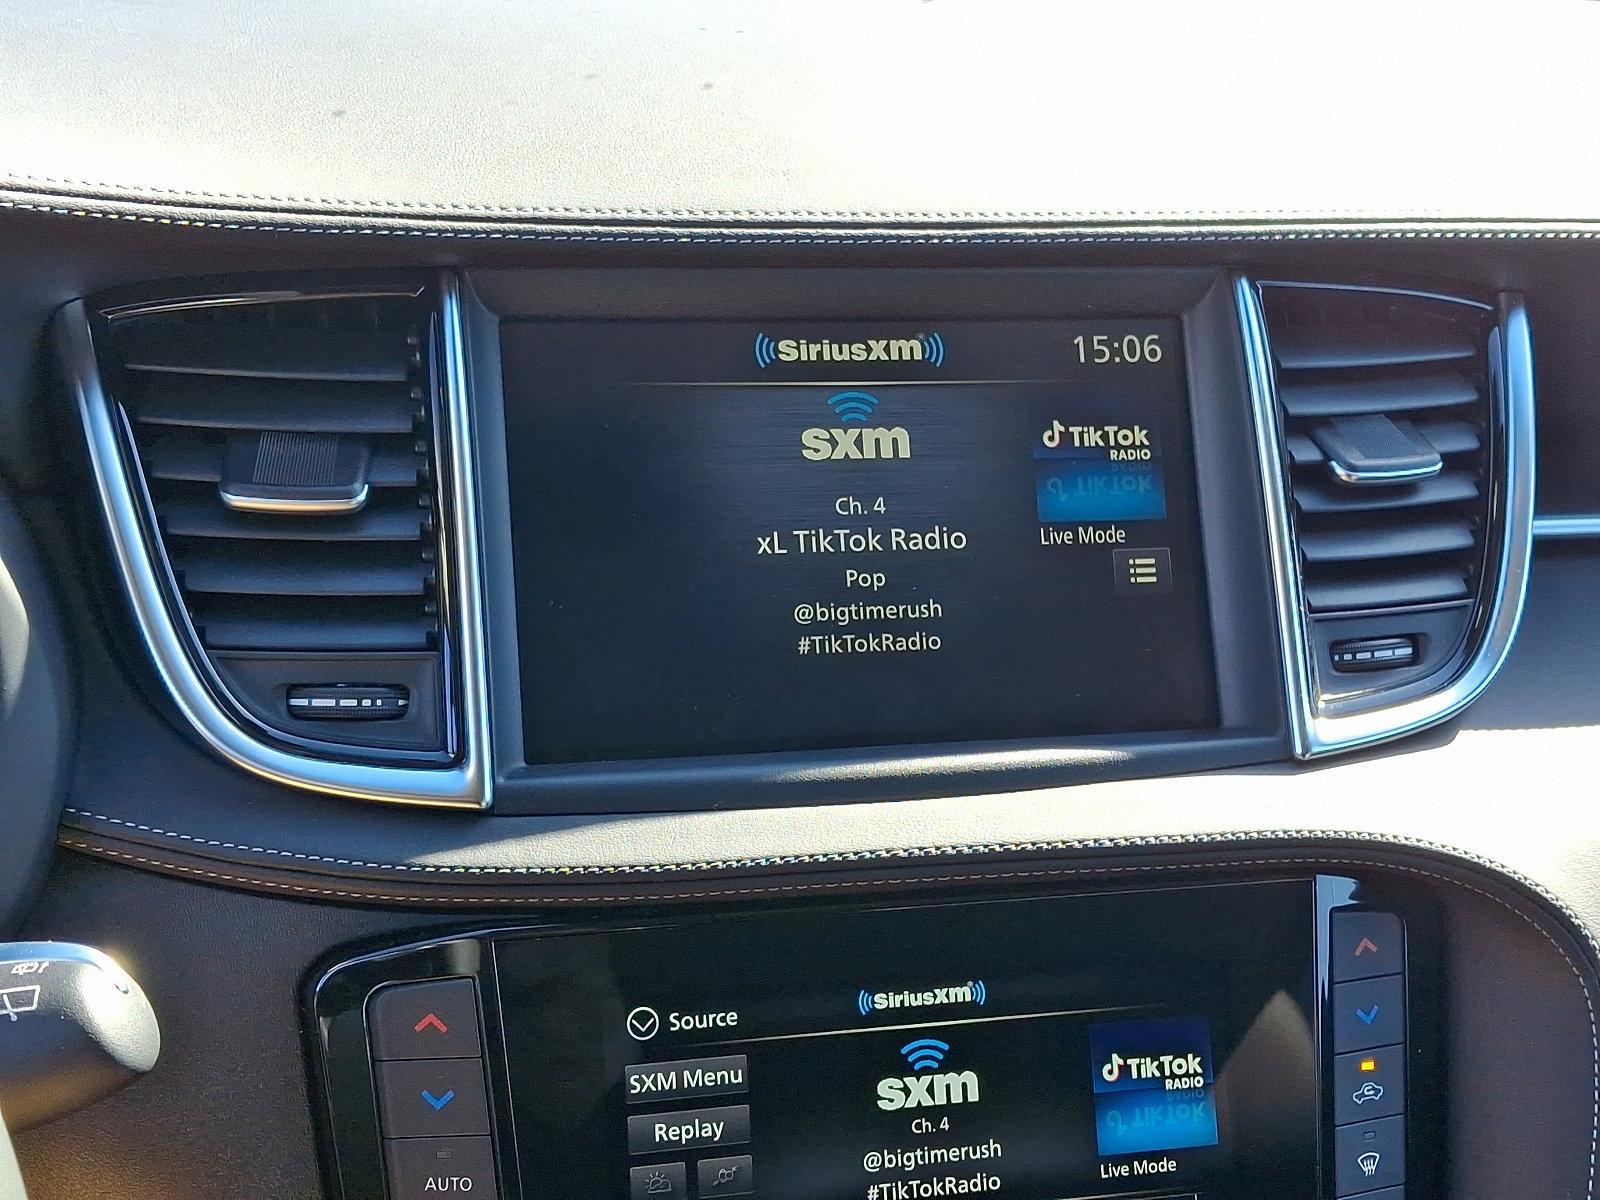 SiriusXM
15:06
sxm
TikTok
RADIO
Ch. 4
xL TikTok Radio
Live Mode
Pop
@bigtimerush
#TikTokRadio
SiriusXM
Source
SXM Menu
sxm
TikTok
RADIO
Replay
Ch. 4
@bigtimerush
Live Mode
#TikTokRadio
AUTO